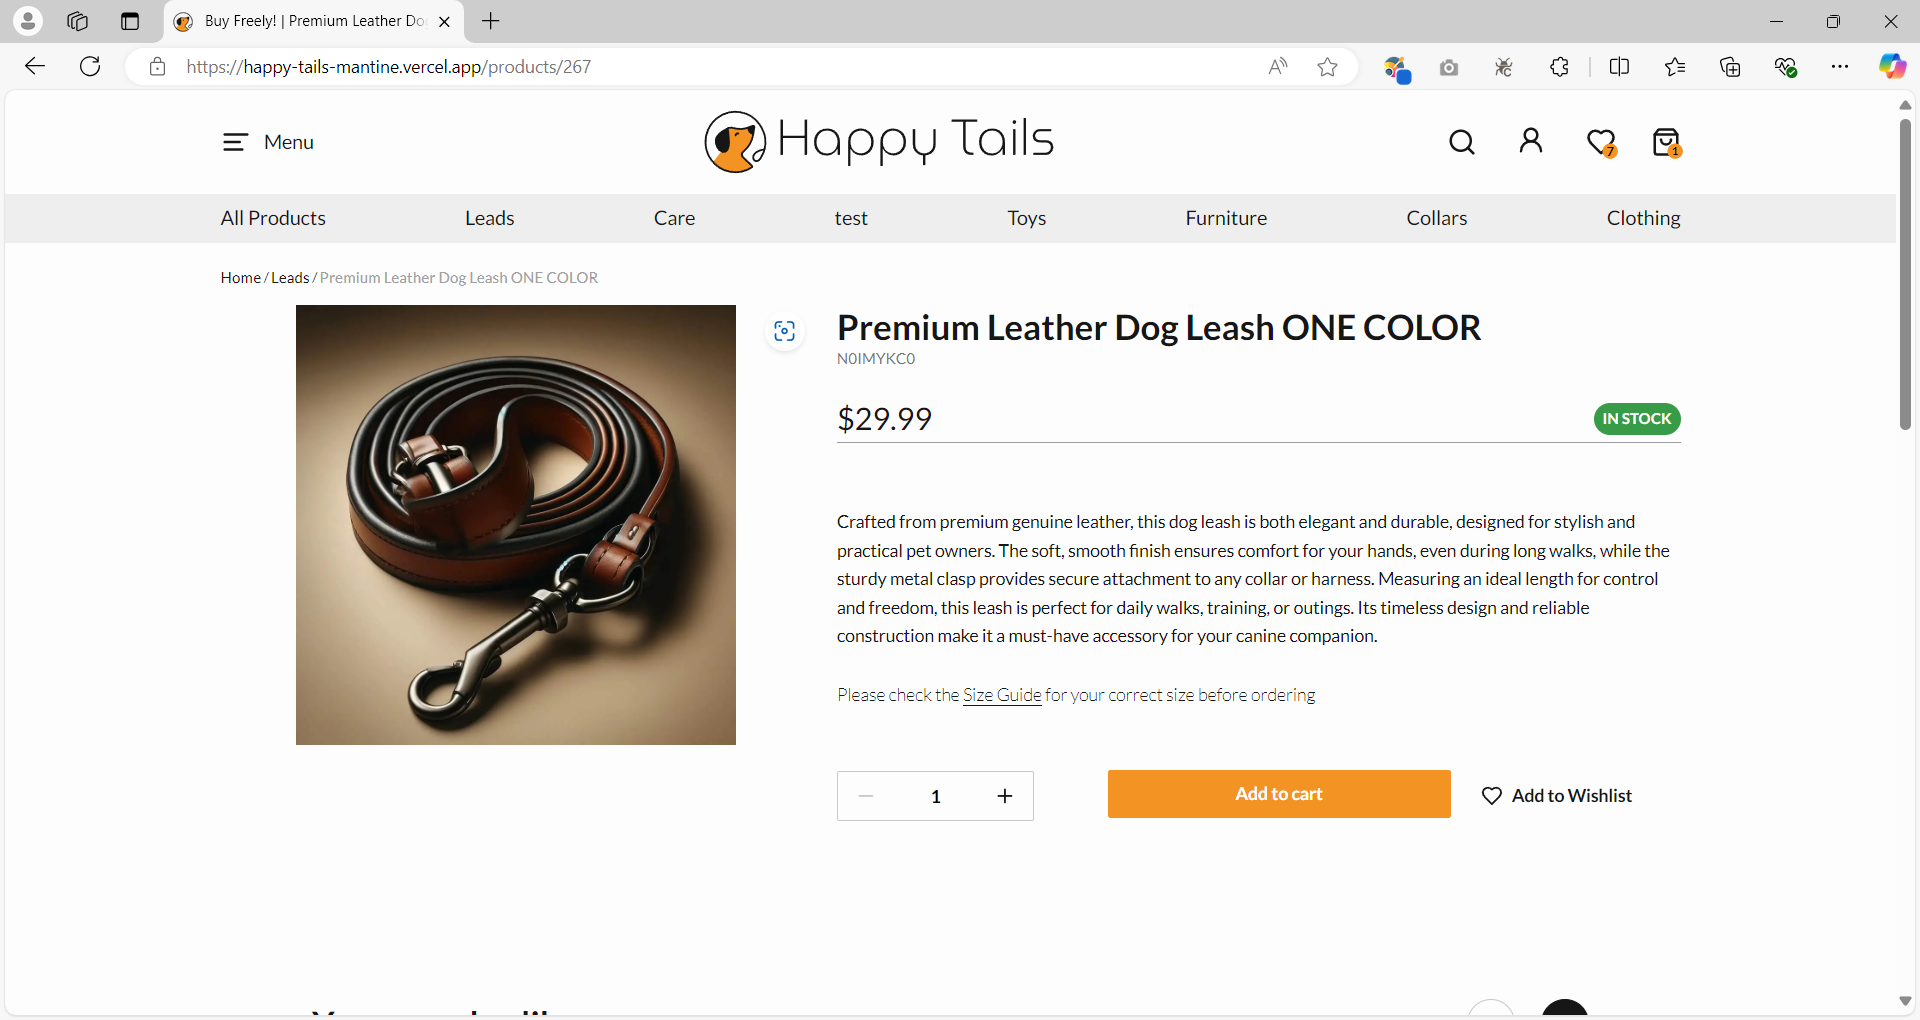 Buy Freely! | Premium Leather Do
https://happy-tails-mantine.vercel.app/products/267
Menu
Happy Tails
7
1
All Products
Leads
Care
test
Toys
Furniture
Collars
Clothing
Home / Leads / Premium Leather Dog Leash ONE COLOR
Premium Leather Dog Leash ONE COLOR
N0IMYKC0
$29.99
IN STOCK
Crafted from premium genuine leather, this dog leash is both elegant and durable, designed for stylish and
practical pet owners. The soft, smooth finish ensures comfort for your hands, even during long walks, while the
sturdy metal clasp provides secure attachment to any collar or harness. Measuring an ideal length for control
and freedom, this leash is perfect for daily walks, training, or outings. Its timeless design and reliable
construction make it a must-have accessory for your canine companion.
Please check the Size Guide for your correct size before ordering
1
Add to cart
Add to Wishlist